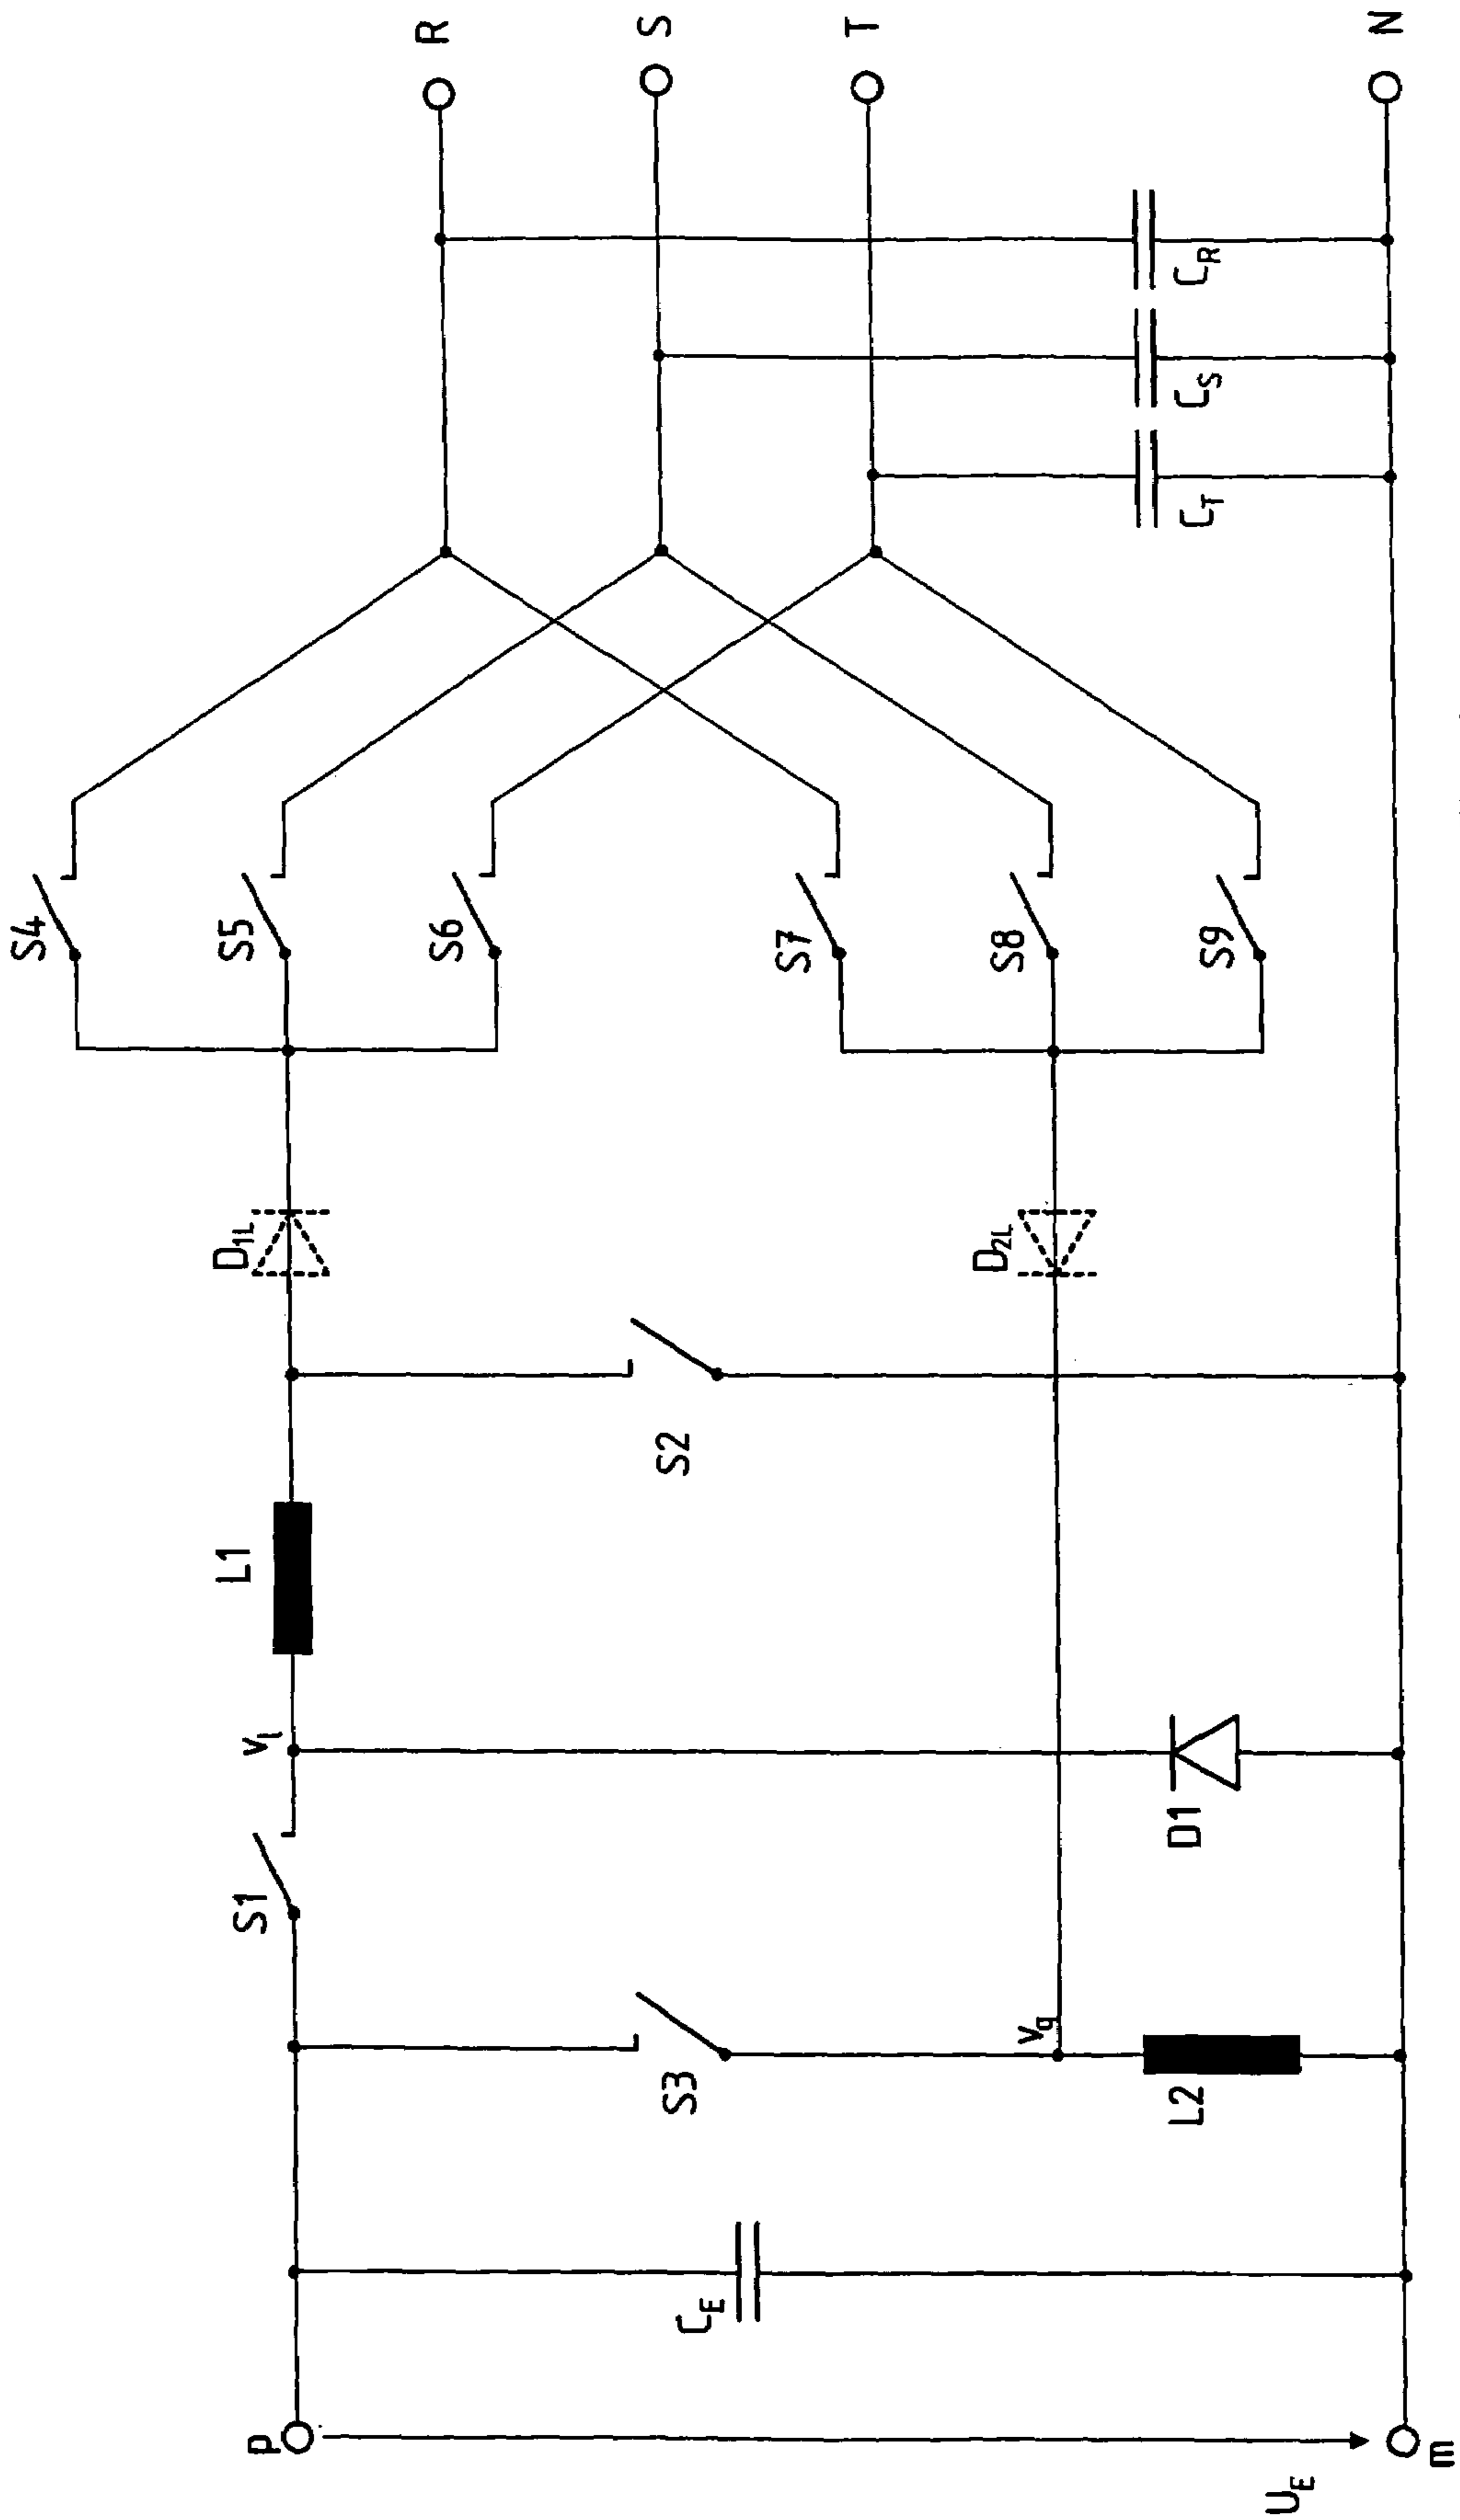 S4
S5
S6
S7
S8
S9
R
S
T
N
C_R
C_S
C_T
D_1L
D_2L
S2
L1
V_l
D1
S1
S3
V_q
L2
C_E
p
U_E
m